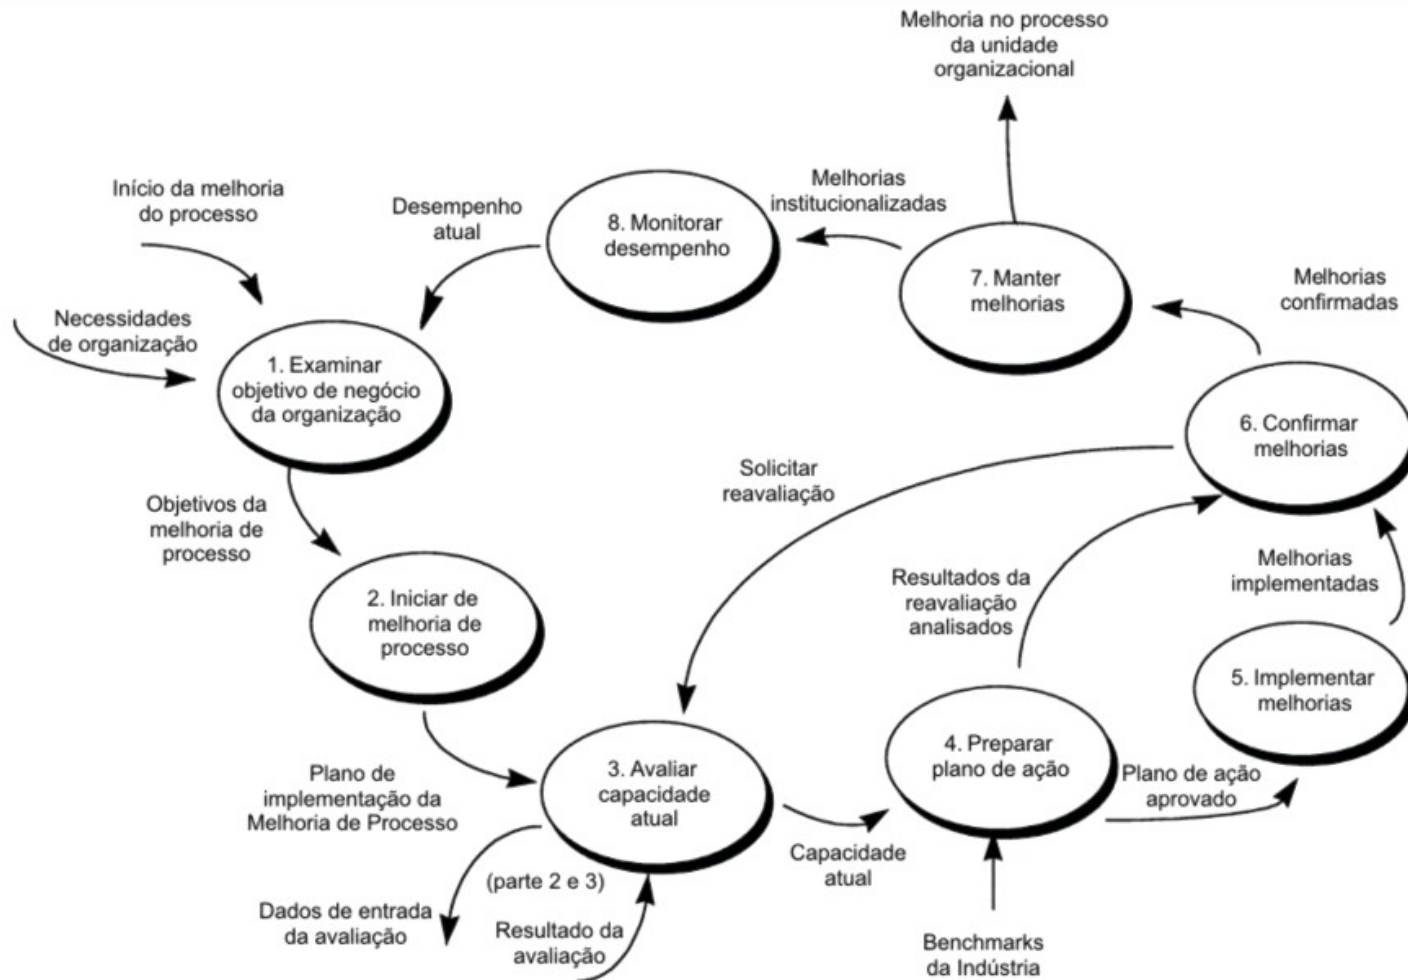 Melhoria no processo
da unidade
organizacional
Início da melhoria
do processo
Desempenho
atual
8. Monitorar
desempenho
Melhorias
institucionalizadas
7. Manter
melhorias
Melhorias
confirmadas
Necessidades
de organização
1. Examinar
objetivo de negócio
da organização
6. Confirmar
melhorias
Solicitar
reavaliação
Objetivos da
melhoria de
processo
2. Iniciar de
melhoria de
processo
Resultados da
reavaliação
analisados
Melhorias
implementadas
5. Implementar
melhorias
3. Avaliar
capacidade
atual
4. Preparar
plano de ação
Plano de ação
aprovado
Plano de
implementação da
Melhoria de Processo
Capacidade
atual
(parte 2 e 3)
Dados de entrada
da avaliação
Resultado da
avaliação
Benchmarks
da Indústria